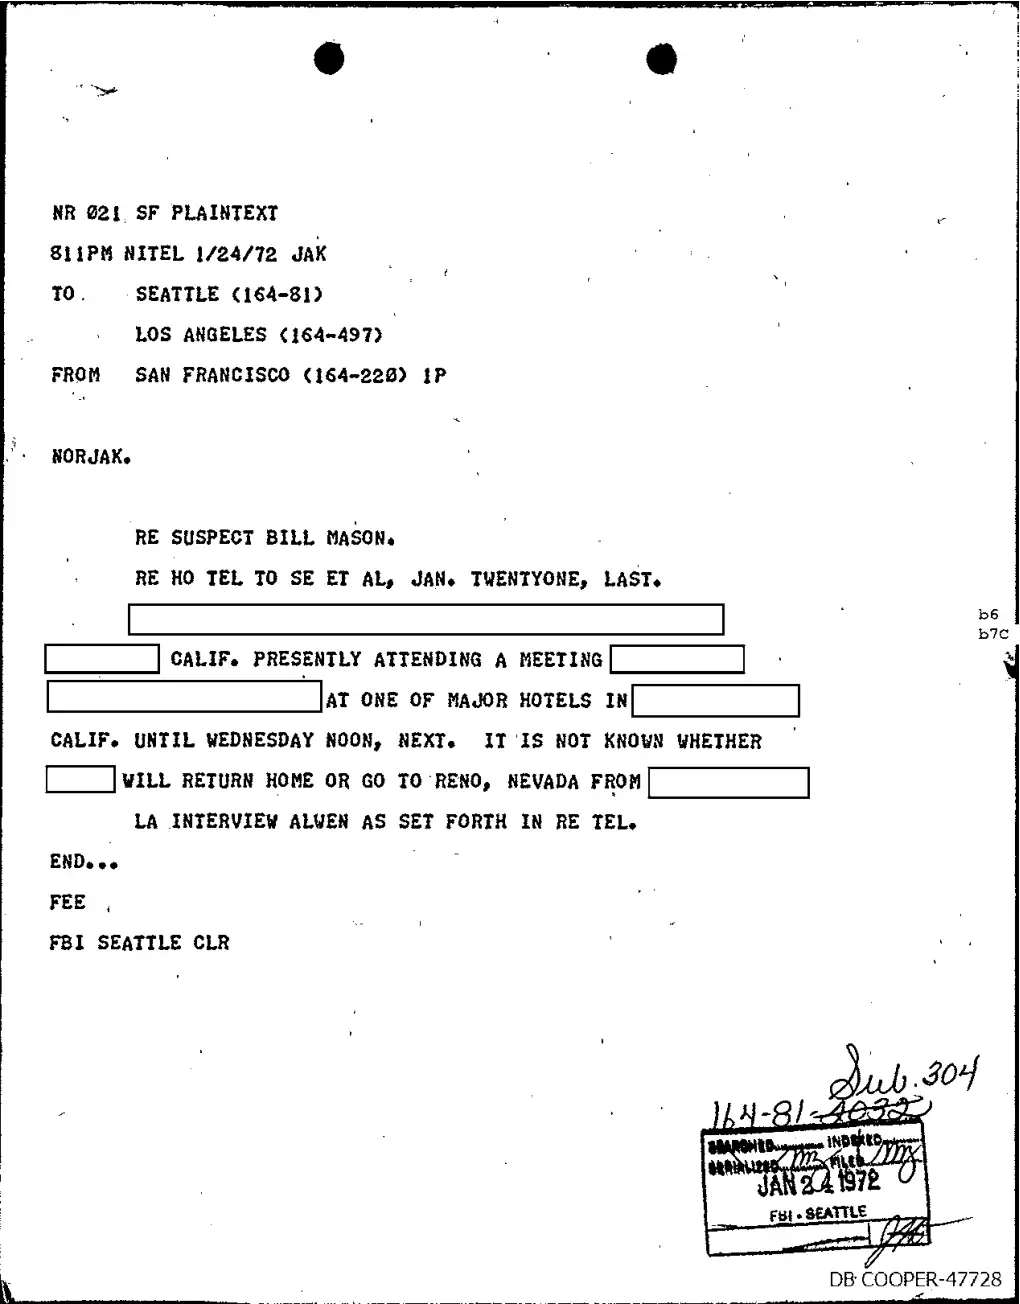 NR 021 SF PLAINTEXT
811PM NITEL 1/24/72 JAK
TO SEATTLE (164-81)
LOS ANGELES (164-497)
FROM SAN FRANCISCO (164-220) 1P
NORJAK.
RE SUSPECT BILL MASON.
RE HO TEL TO SE ET AL, JAN. TWENTYONE, LAST.
b6
b7C
CALIF. PRESENTLY ATTENDING A MEETING
AT ONE OF MAJOR HOTELS IN
CALIF. UNTIL WEDNESDAY NOON, NEXT. IT IS NOT KNOWN WHETHER
WILL RETURN HOME OR GO TO RENO, NEVADA FROM
LA INTERVIEW ALWEN AS SET FORTH IN RE TEL.
END...
FEE
FBI SEATTLE CLR
Sub. 304
164-81-2032
SEARCHED INDEXED
SERIALIZED FILED
JAN 24 1972
FBI - SEATTLE
DB COOPER-47728